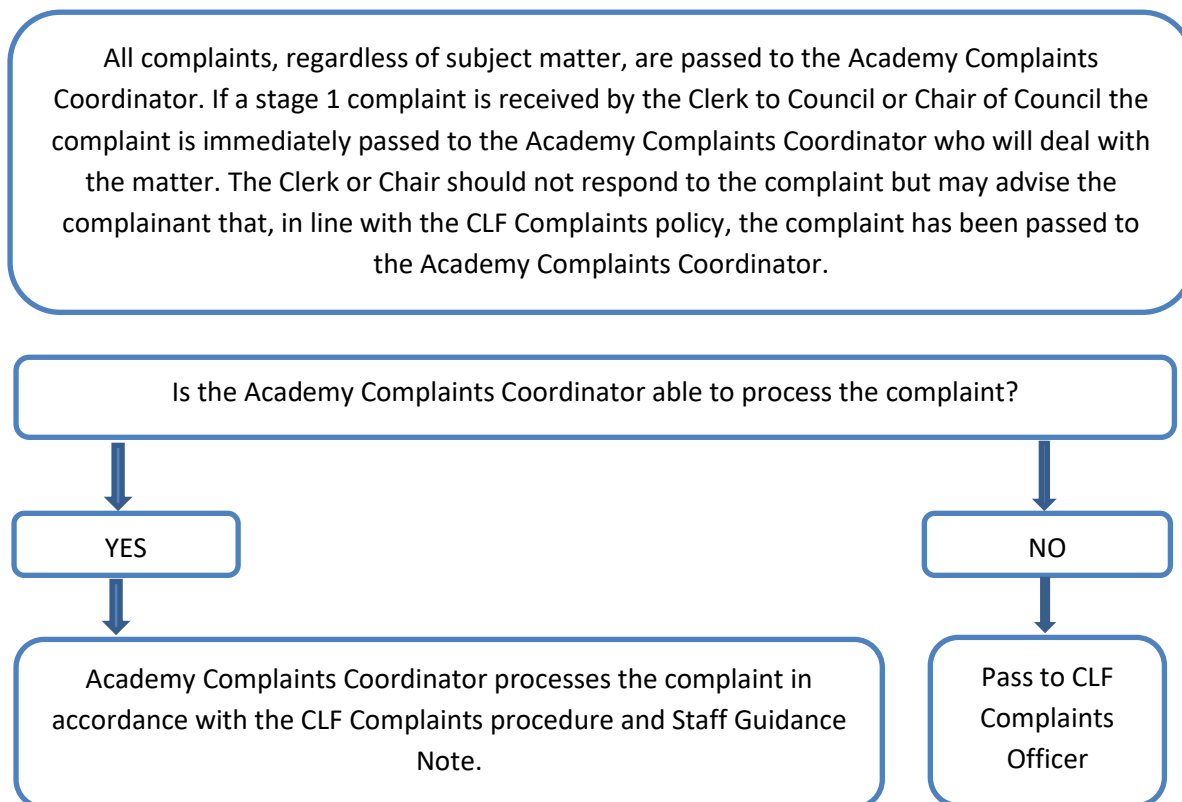 All complaints, regardless of subject matter, are passed to the Academy Complaints
Coordinator. If a stage 1 complaint is received by the Clerk to Council or Chair of Council the
complaint is immediately passed to the Academy Complaints Coordinator who will deal with
the matter. The Clerk or Chair should not respond to the complaint but may advise the
complainant that, in line with the CLF Complaints policy, the complaint has been passed to
the Academy Complaints Coordinator.
Is the Academy Complaints Coordinator able to process the complaint?
YES
NO
Academy Complaints Coordinator processes the complaint in
accordance with the CLF Complaints procedure and Staff Guidance
Note.
Pass to CLF
Complaints
Officer